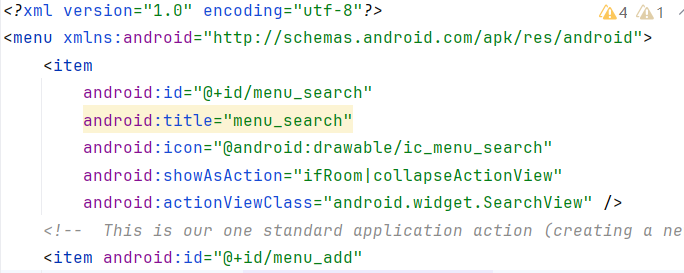 <?xml version="1.0" encoding="utf-8"?>
4 1
<menu xmlns:android="http://schemas.android.com/apk/res/android">
<item
android:id="@+id/menu_search"
android:title="menu_search"
android:icon="@android:drawable/ic_menu_search"
android:showAsAction="ifRoom|collapseActionView"
android:actionViewClass="android.widget.SearchView" />
<!--  This is our one standard application action (creating a ne
<item android:id="@+id/menu_add"